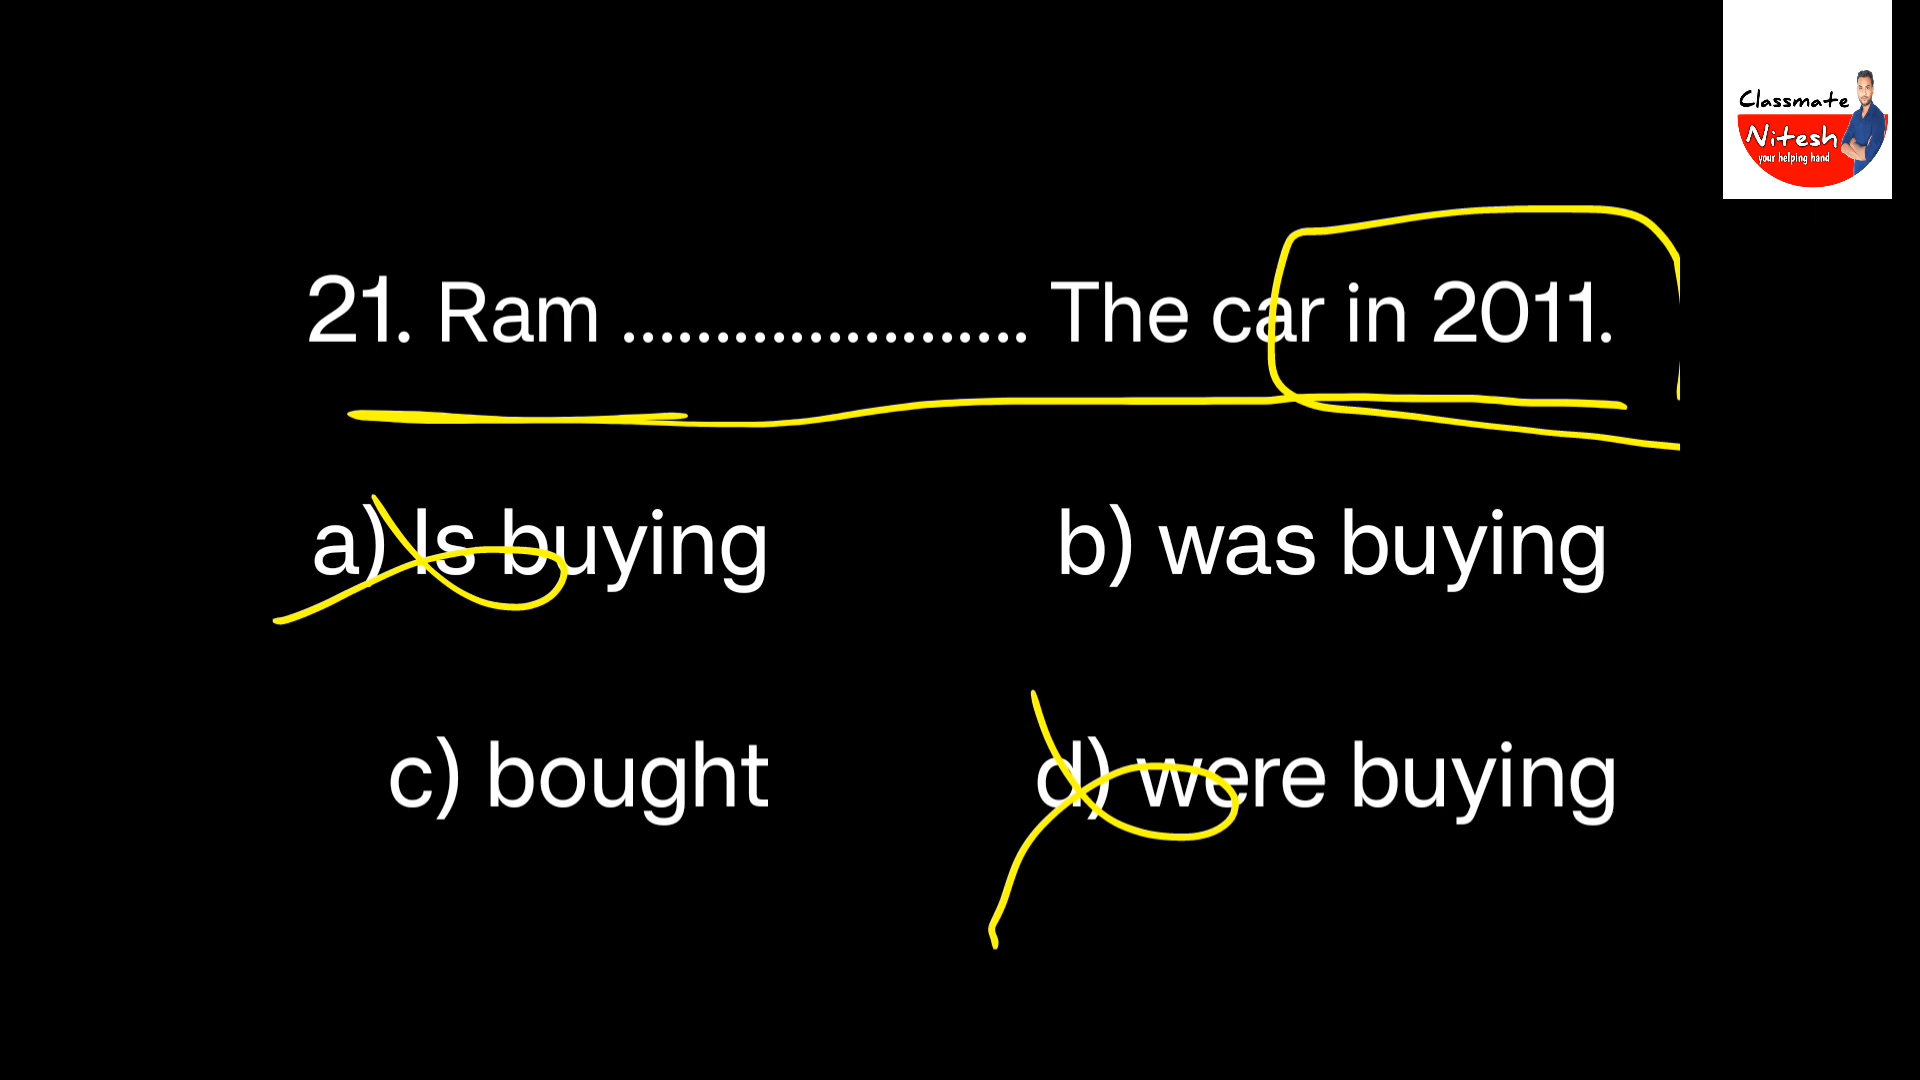 Classmate
Nitesh
your helping hand
21. Ram ...................... The car in 2011.
a) Is buying b) was buying
c) bought d) were buying